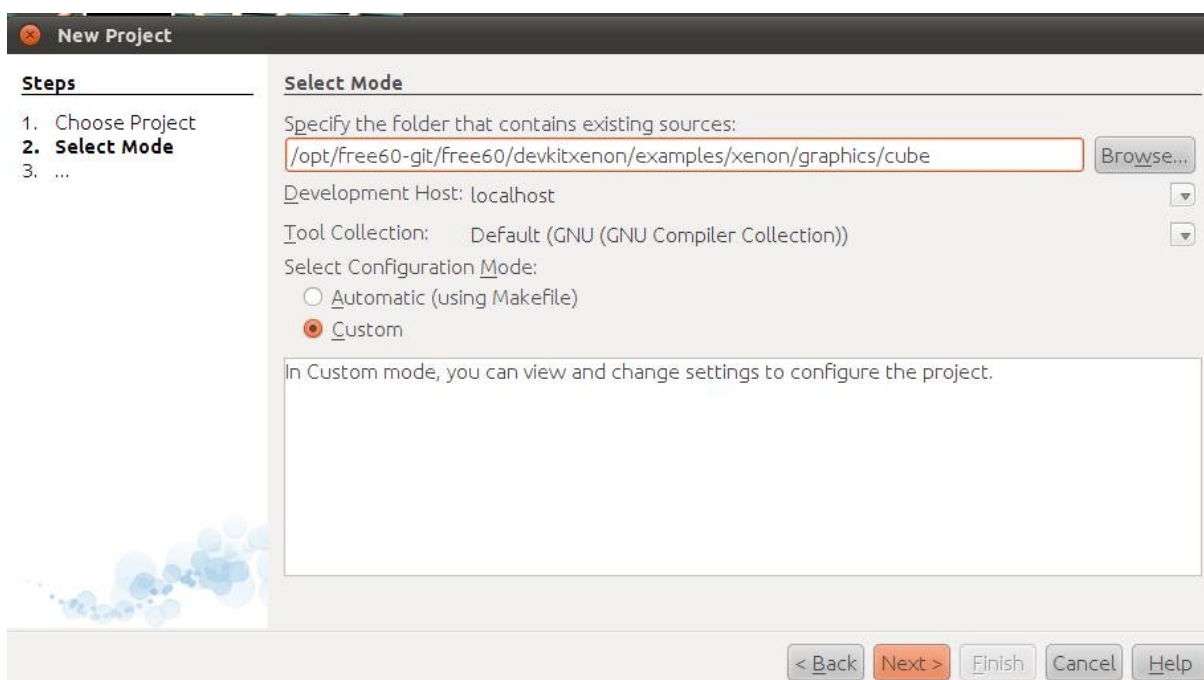 New Project
Steps
1. Choose Project
2. Select Mode
3. ...
Select Mode
Specify the folder that contains existing sources:
/opt/free60-git/free60/devkitxenon/examples/xenon/graphics/cube
Browse...
Development Host: localhost
Tool Collection: Default (GNU (GNU Compiler Collection))
Select Configuration Mode:
Automatic (using Makefile)
Custom
In Custom mode, you can view and change settings to configure the project.
< Back
Next >
Finish
Cancel
Help